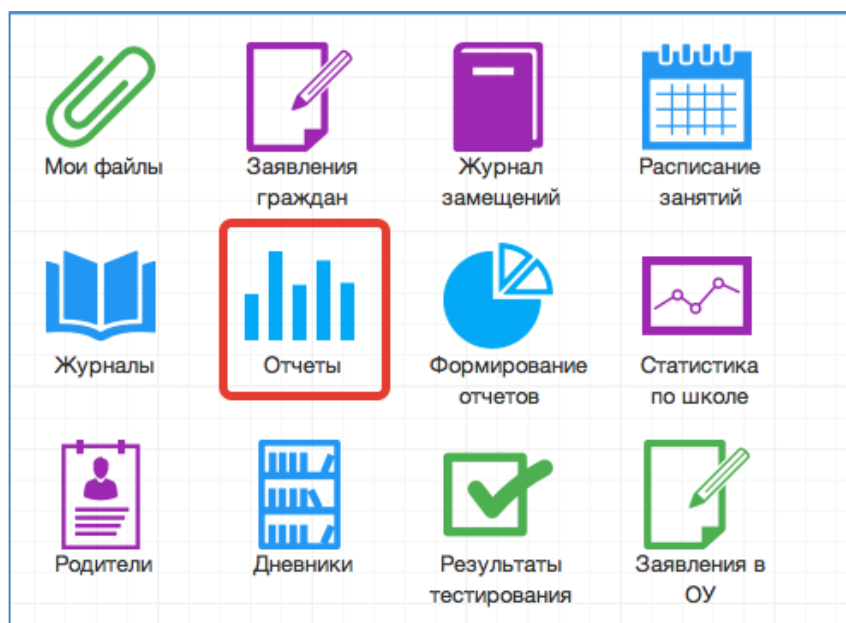 Мои файлы
Заявления
граждан
Журнал
замещений
Расписание
занятий
Журналы
Отчеты
Формирование
отчетов
Статистика
по школе
Родители
Дневники
Результаты
тестирования
Заявления в
ОУ